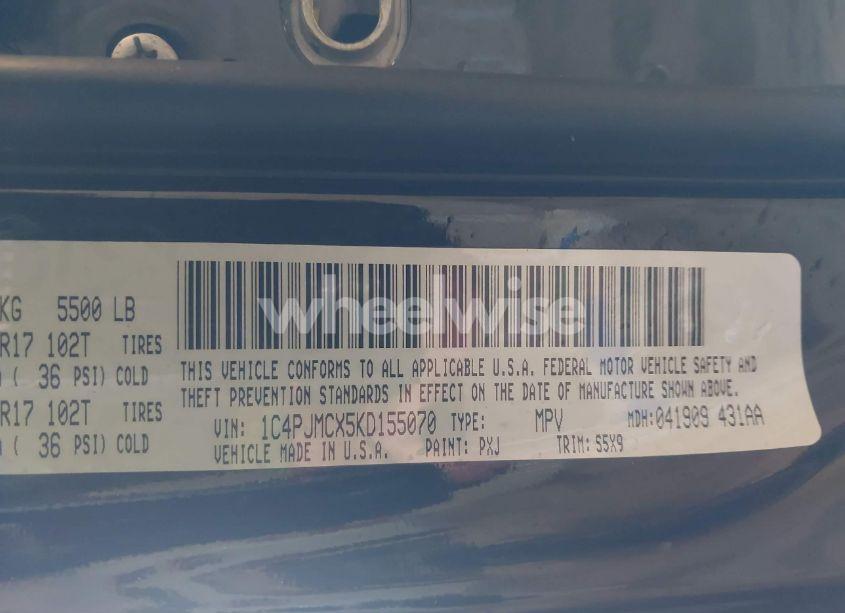 KG 5500 LB
R17 102T TIRES
( 36 PSI) COLD
R17 102T TIRES
( 36 PSI) COLD
wheelwise
THIS VEHICLE CONFORMS TO ALL APPLICABLE U.S.A. FEDERAL MOTOR VEHICLE SAFETY AND
THEFT PREVENTION STANDARDS IN EFFECT ON THE DATE OF MANUFACTURE SHOWN ABOVE.
VIN: 1C4PJMCX5KD155070 TYPE: MPV MDH:041909 431AA
VEHICLE MADE IN U.S.A. PAINT: PXJ TRIM: S5X9